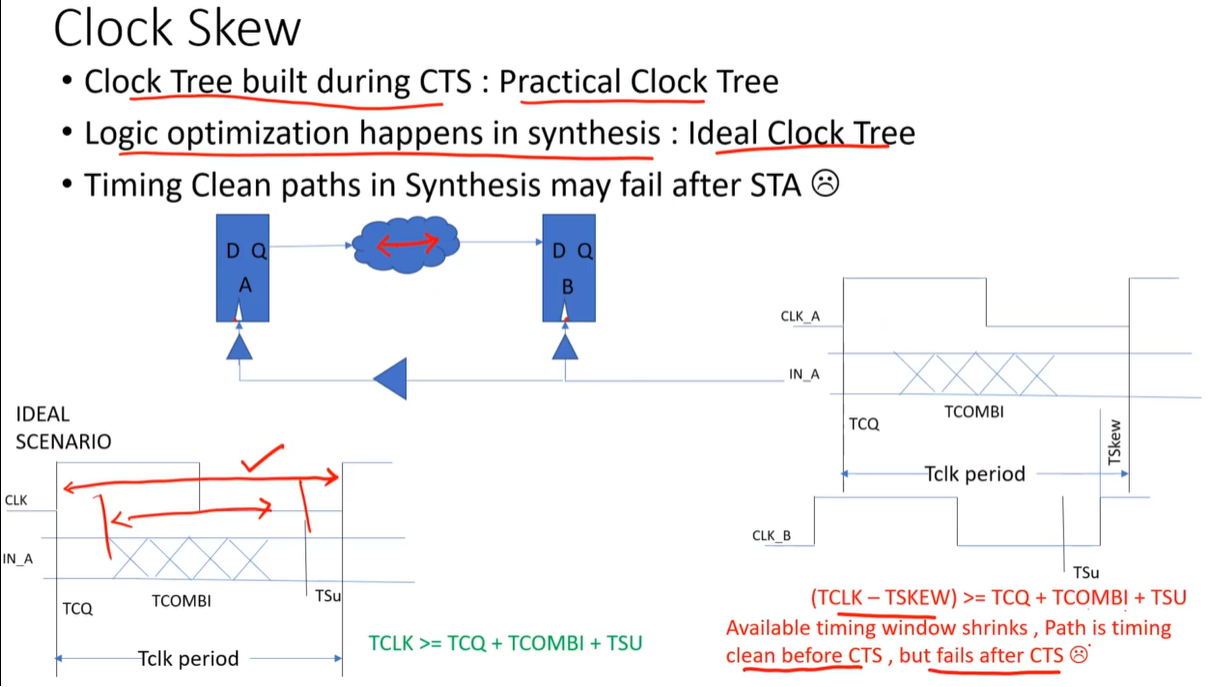 Clock Skew
• Clock Tree built during CTS : Practical Clock Tree
• Logic optimization happens in synthesis : Ideal Clock Tree
• Timing Clean paths in Synthesis may fail after STA ☹
D Q
A
D Q
B
CLK_A
IN_A
TCQ
TCOMBI
TSkew
Tclk period
CLK_B
TSu
(TCLK – TSKEW) >= TCQ + TCOMBI + TSU
Available timing window shrinks , Path is timing
clean before CTS , but fails after CTS ☹
IDEAL
SCENARIO
CLK
IN_A
TCQ
TCOMBI
TSu
Tclk period
TCLK >= TCQ + TCOMBI + TSU